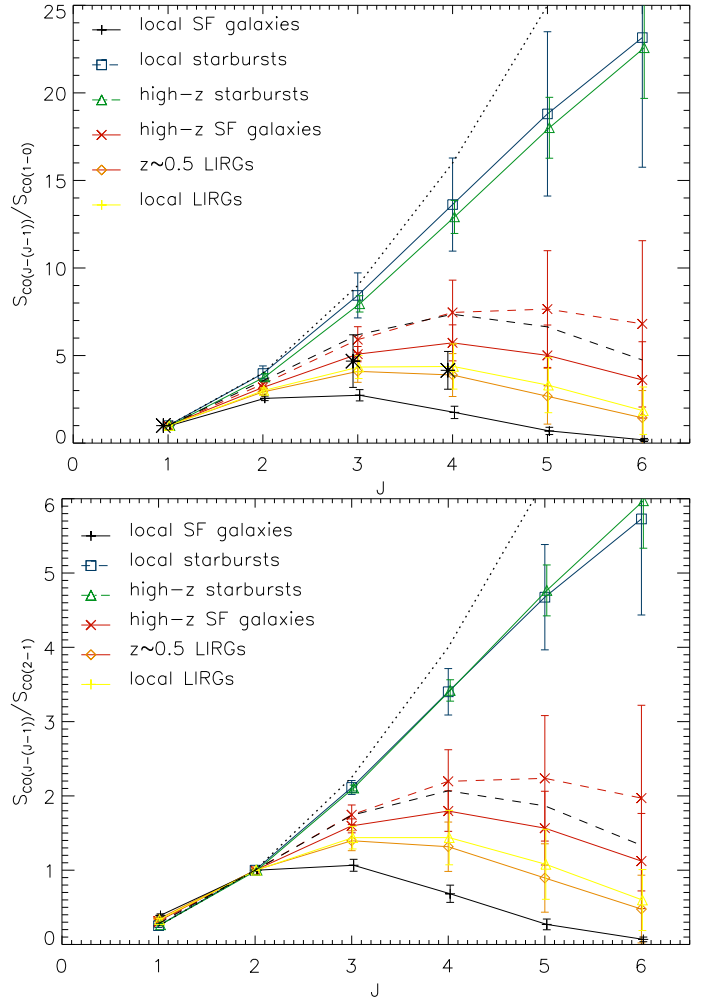 25
20
15
10
5
0
S_CO(J-(J-1))/S_CO(1-0)
local SF galaxies
local starbursts
high-z starbursts
high-z SF galaxies
z~0.5 LIRGs
local LIRGs
0 1 2 3 4 5 6
J
6
5
4
3
2
1
0
S_CO(J-(J-1))/S_CO(2-1)
local SF galaxies
local starbursts
high-z starbursts
high-z SF galaxies
z~0.5 LIRGs
local LIRGs
0 1 2 3 4 5 6
J